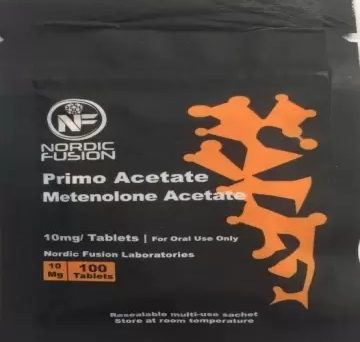 NF
NORDIC
FUSION
Primo Acetate
Metenolone Acetate
10mg/ Tablets | For Oral Use Only
Nordic Fusion Laboratories
10 100
Mg Tablets
Resealable multi-use sachet
Store at room temperature